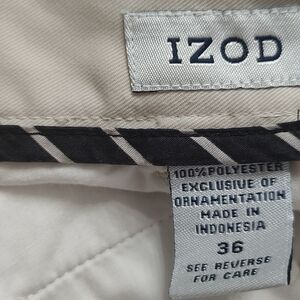 IZOD
100% POLYESTER
EXCLUSIVE OF
ORNAMENTATION
MADE IN
INDONESIA
36
SEE REVERSE
FOR CARE